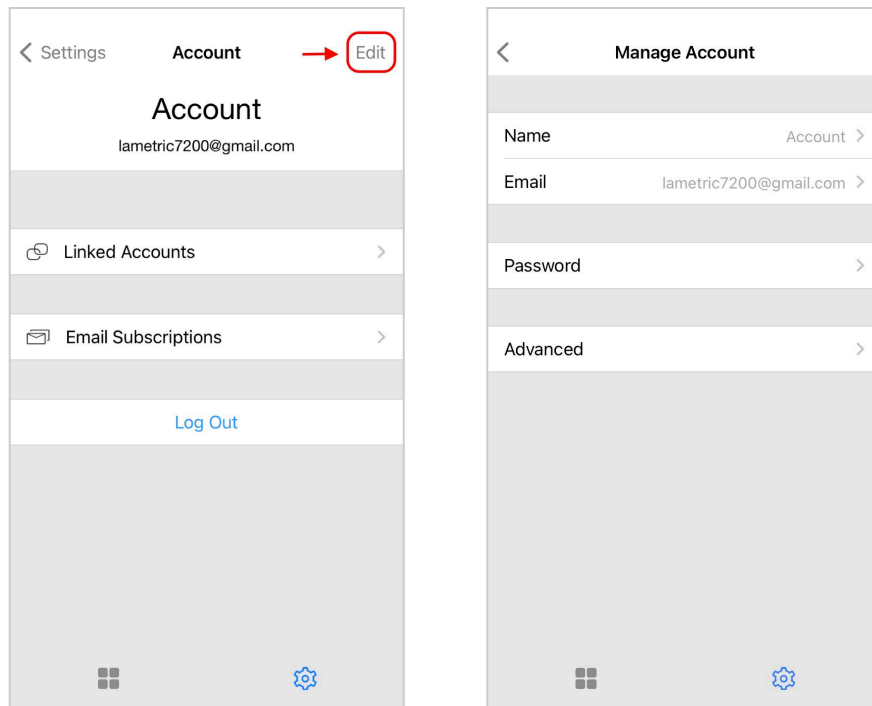 Settings Account Edit
Account
lametric7200@gmail.com
Linked Accounts
Email Subscriptions
Log Out
Manage Account
Name Account
Email lametric7200@gmail.com
Password
Advanced